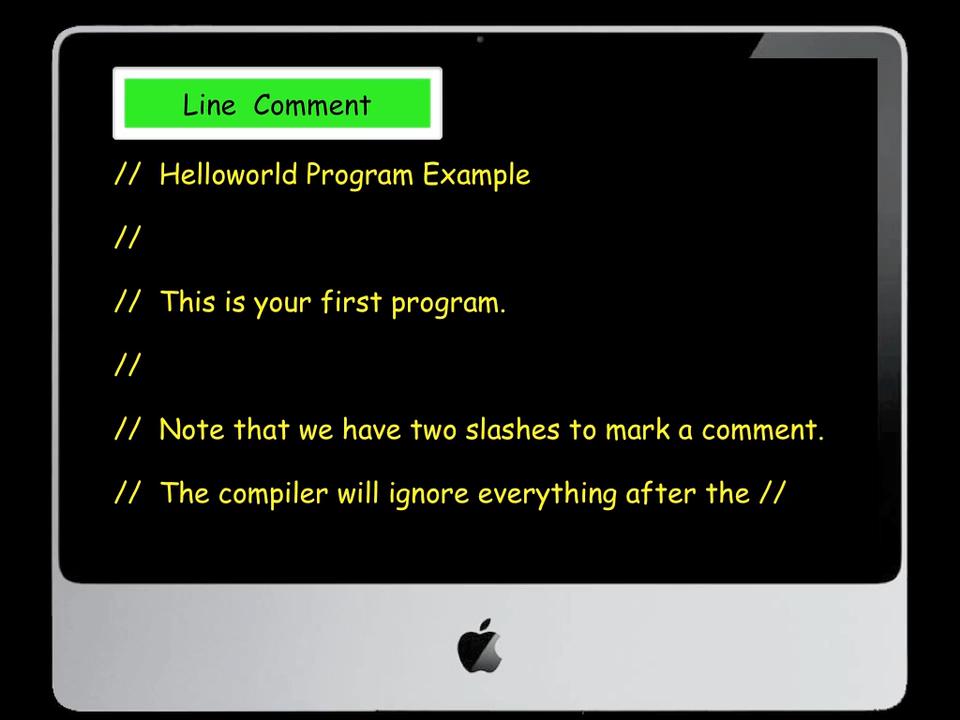 Line Comment
// Helloworld Program Example
//
// This is your first program.
//
// Note that we have two slashes to mark a comment.
// The compiler will ignore everything after the //